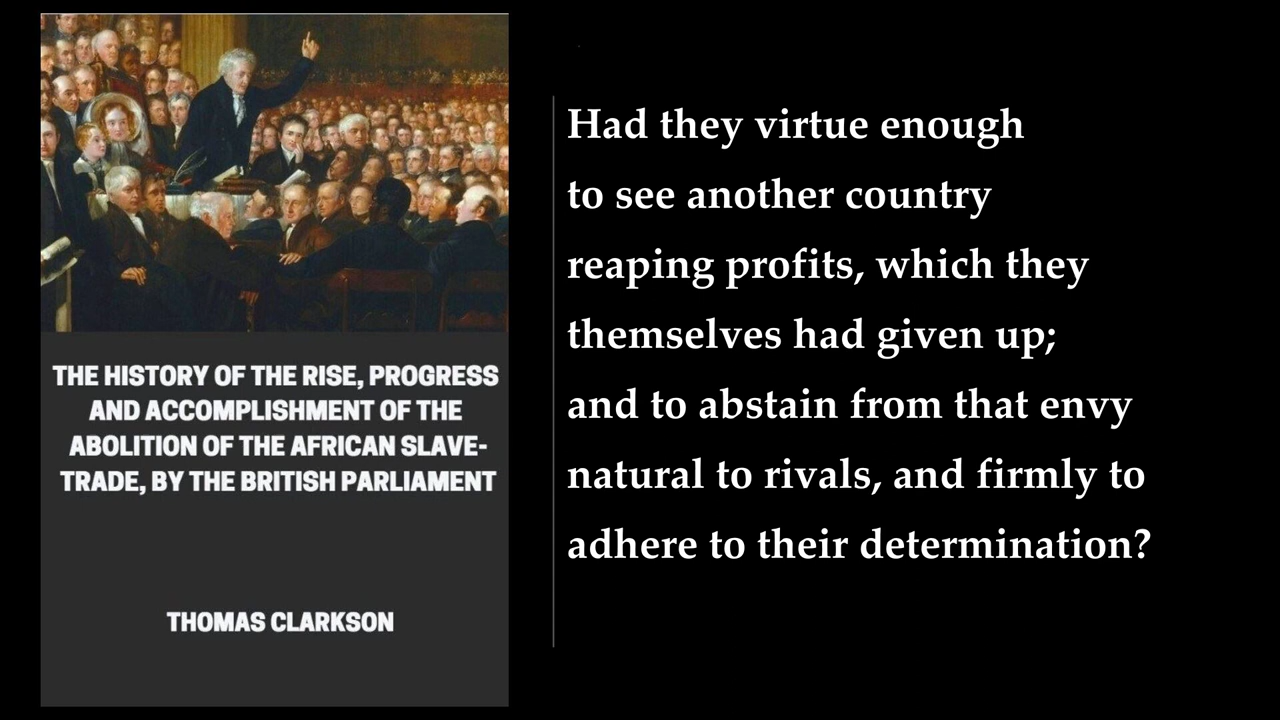 THE HISTORY OF THE RISE, PROGRESS
AND ACCOMPLISHMENT OF THE
ABOLITION OF THE AFRICAN SLAVE-
TRADE, BY THE BRITISH PARLIAMENT
THOMAS CLARKSON
Had they virtue enough
to see another country
reaping profits, which they
themselves had given up;
and to abstain from that envy
natural to rivals, and firmly to
adhere to their determination?